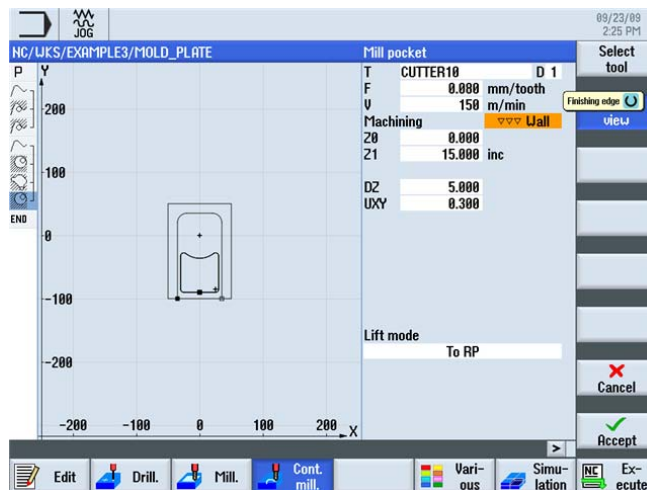 JOG
09/23/09
2:25 PM
NC/WKS/EXAMPLE3/MOLD_PLATE
Mill pocket
Select
tool
P
Y
T CUTTER10 D 1
F 0.080 mm/tooth
V 150 m/min
Finishing edge
view
Machining ▽▽▽ Wall
Z0 0.000
Z1 15.000 inc
DZ 5.000
UXY 0.300
200
100
0
-100
-200
END
-200 -100 0 100 200 X
Lift mode
To RP
Cancel
Accept
>
Edit
Drill.
Mill.
Cont.
mill.
Vari-
ous
Simu-
lation
NC Ex-
ecute